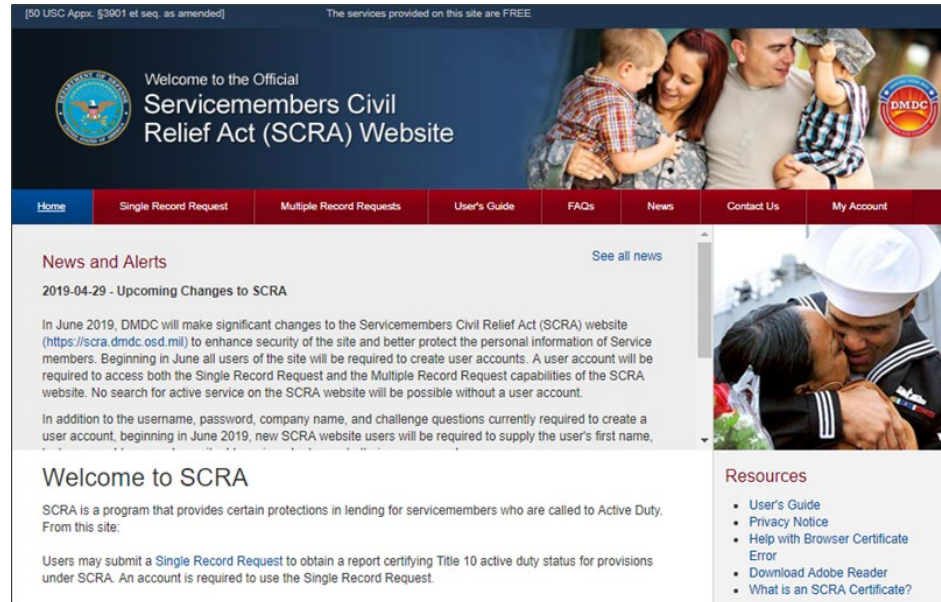 [50 USC Appx. §3901 et seq. as amended]
The services provided on this site are FREE
DEPARTMENT OF DEFENSE
UNITED STATES OF AMERICA
Welcome to the Official
Servicemembers Civil
Relief Act (SCRA) Website
DMDC
Home
Single Record Request
Multiple Record Requests
User's Guide
FAQs
News
Contact Us
My Account
News and Alerts
See all news
2019-04-29 - Upcoming Changes to SCRA
In June 2019, DMDC will make significant changes to the Servicemembers Civil Relief Act (SCRA) website
(https://scra.dmdc.osd.mil) to enhance security of the site and better protect the personal information of Service
members. Beginning in June all users of the site will be required to create user accounts. A user account will be
required to access both the Single Record Request and the Multiple Record Request capabilities of the SCRA
website. No search for active service on the SCRA website will be possible without a user account.
In addition to the username, password, company name, and challenge questions currently required to create a
user account, beginning in June 2019, new SCRA website users will be required to supply the user's first name,
Welcome to SCRA
SCRA is a program that provides certain protections in lending for servicemembers who are called to Active Duty.
From this site:
Users may submit a Single Record Request to obtain a report certifying Title 10 active duty status for provisions
under SCRA. An account is required to use the Single Record Request.
Resources
User's Guide
Privacy Notice
Help with Browser Certificate
Error
Download Adobe Reader
What is an SCRA Certificate?